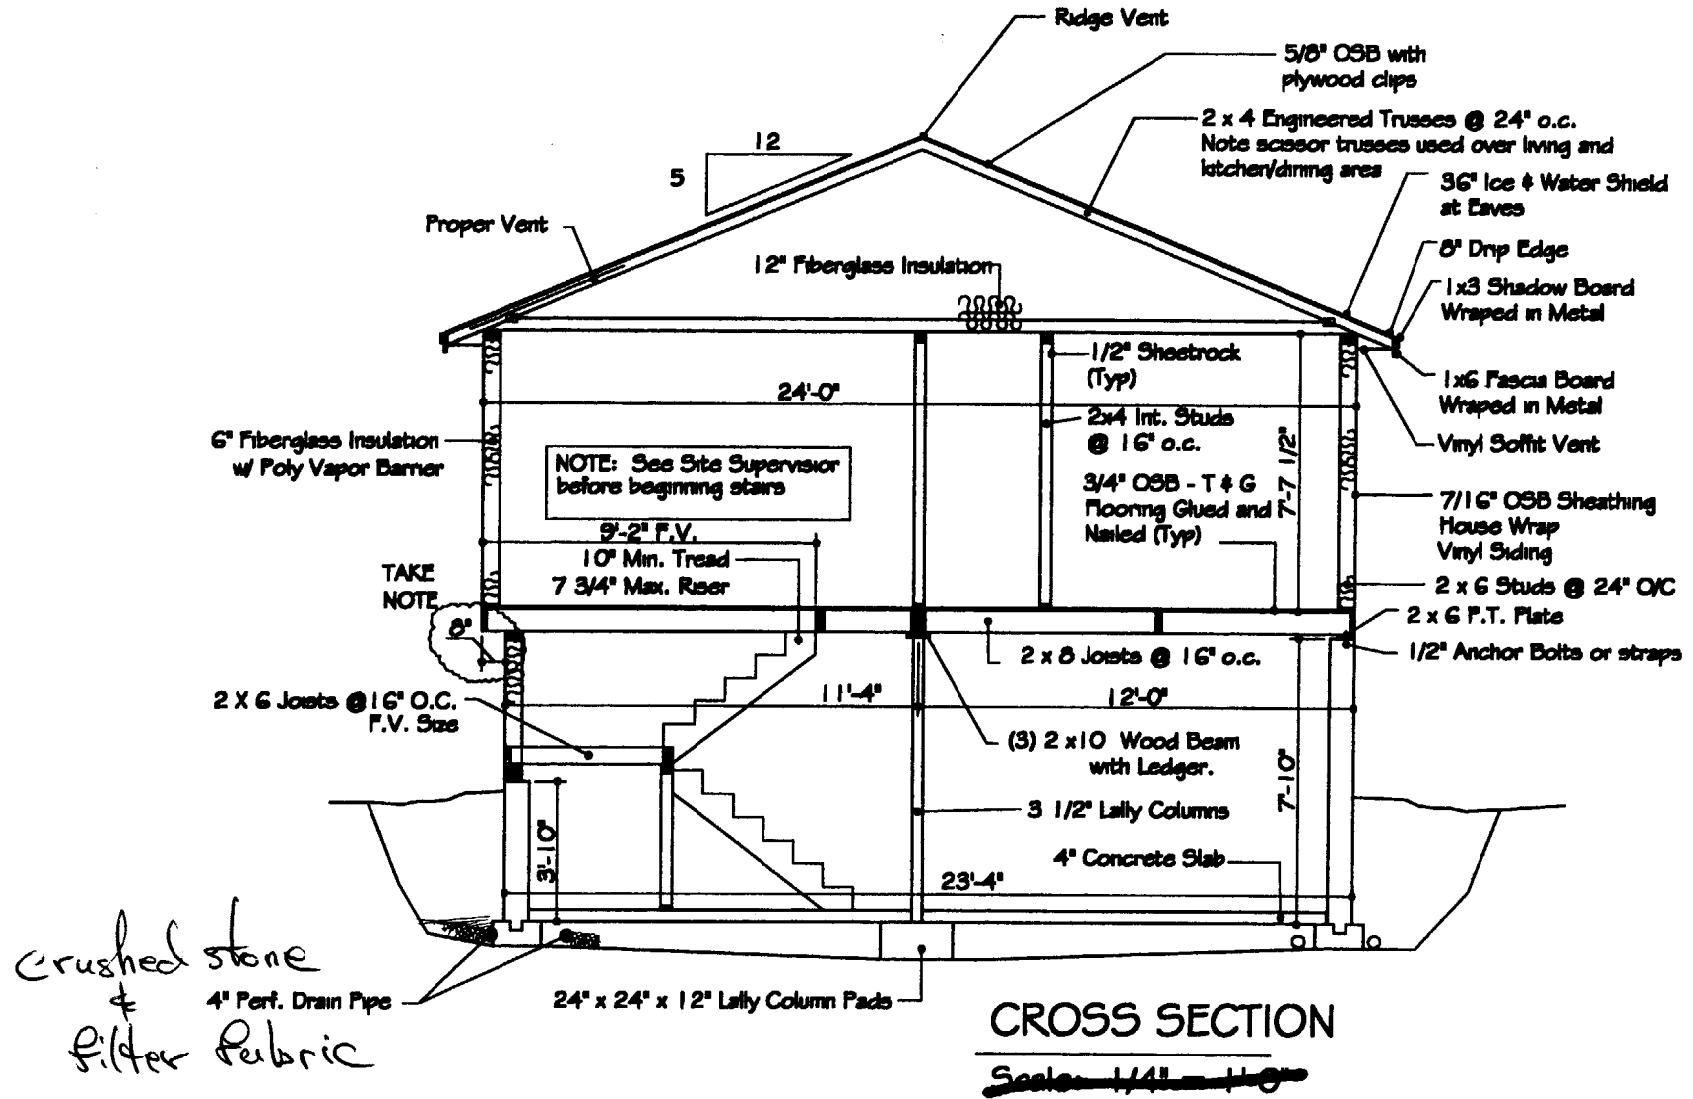 Ridge Vent
5/8" OSB with
plywood clips
2 x 4 Engineered Trusses @ 24" o.c.
Note scissor trusses used over living and
kitchen/dining area
12
5
36" Ice & Water Shield
at Eaves
Proper Vent
8" Drip Edge
12" Fiberglass Insulation
1x3 Shadow Board
Wraped in Metal
1/2" Sheetrock
(Typ)
1x6 Fascia Board
Wraped in Metal
24'-0"
2x4 Int. Studs
@ 16" o.c.
6" Fiberglass Insulation
w/ Poly Vapor Barrier
Vinyl Soffit Vent
7'-7 1/2"
NOTE: See Site Supervisior
before beginning stairs
3/4" OSB - T & G
Flooring Glued and
Nailed (Typ)
7/16" OSB Sheathing
House Wrap
Vinyl Siding
9'-2" F.V.
10" Min. Tread
7 3/4" Max. Riser
TAKE
NOTE
2 x 6 Studs @ 24" O/C
2 x 6 P.T. Plate
8"
2 x 8 Joists @ 16" o.c.
1/2" Anchor Bolts or straps
2 X 6 Joists @16" O.C.
F.V. Size
11'-4"
12'-0"
(3) 2 x10 Wood Beam
with Ledger.
7'-10"
3 1/2" Lally Columns
3'-10"
4" Concrete Slab
23'-4"
crushed stone
&
filter fabric
4" Perf. Drain Pipe
24" x 24" x 12" Lally Column Pads
CROSS SECTION
Scale: 1/4" = 1'-0"